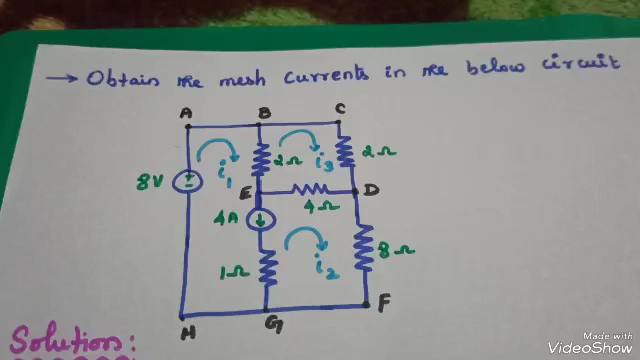 → Obtain the mesh currents in the below circuit
A B C
8V + - i1 2Ω i3 2Ω
E 4Ω D
4A ↓
1Ω i2 8Ω
H G F
Solution:
Made with
VideoShow